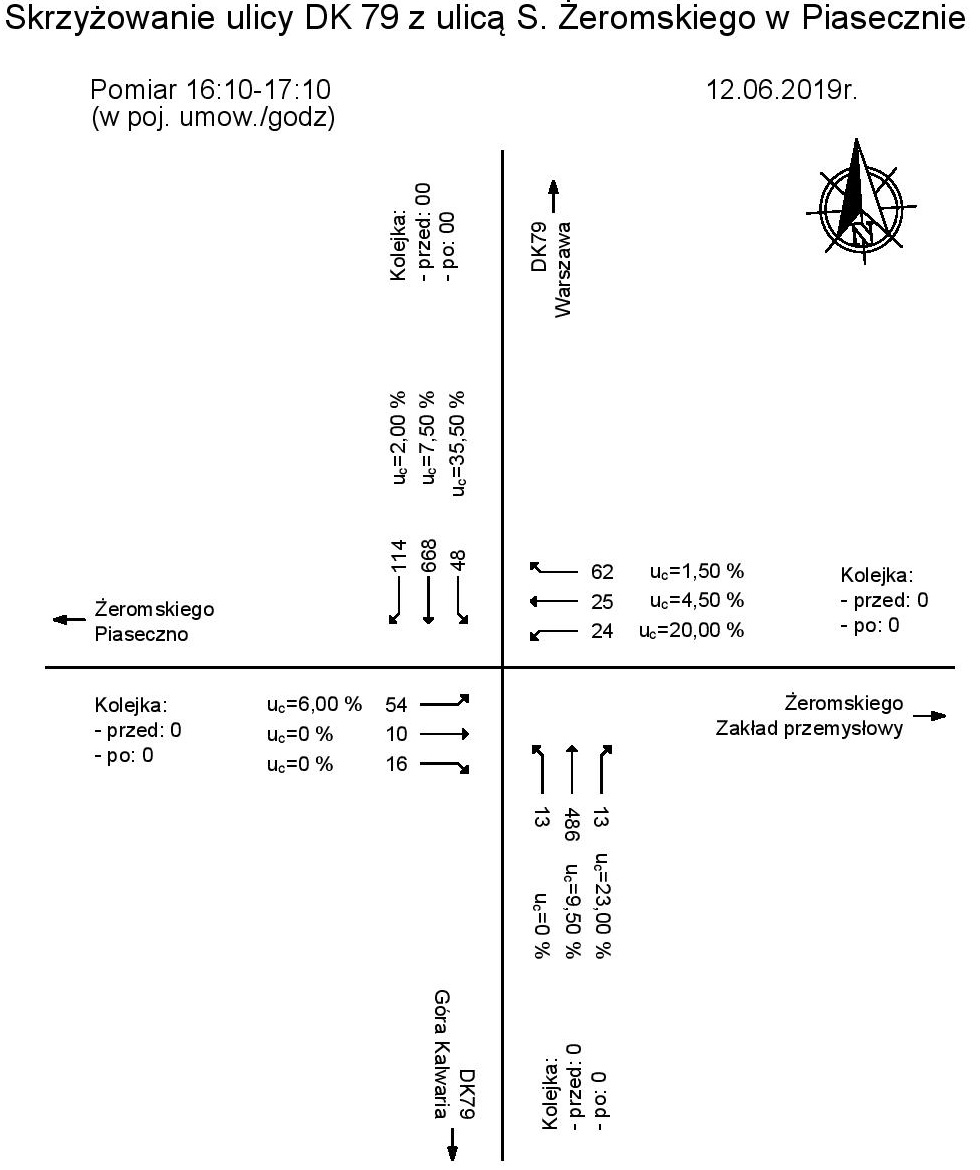 Skrzyżowanie ulicy DK 79 z ulicą S. Żeromskiego w Piasecznie
Pomiar 16:10-17:10
(w poj. umow./godz)
12.06.2019r.
N
Kolejka:
- przed: 00
- po: 00
DK79
Warszawa
uc=2,00 %
uc=7,50 %
uc=35,50 %
114
668
48
62 uc=1,50 %
25 uc=4,50 %
24 uc=20,00 %
Kolejka:
- przed: 0
- po: 0
Żeromskiego
Piaseczno
Kolejka:
- przed: 0
- po: 0
uc=6,00 % 54
uc=0 % 10
uc=0 % 16
Żeromskiego
Zakład przemysłowy
13
486
13
uc=0 %
uc=9,50 %
uc=23,00 %
DK79
Góra Kalwaria
Kolejka:
- przed: 0
- po: 0